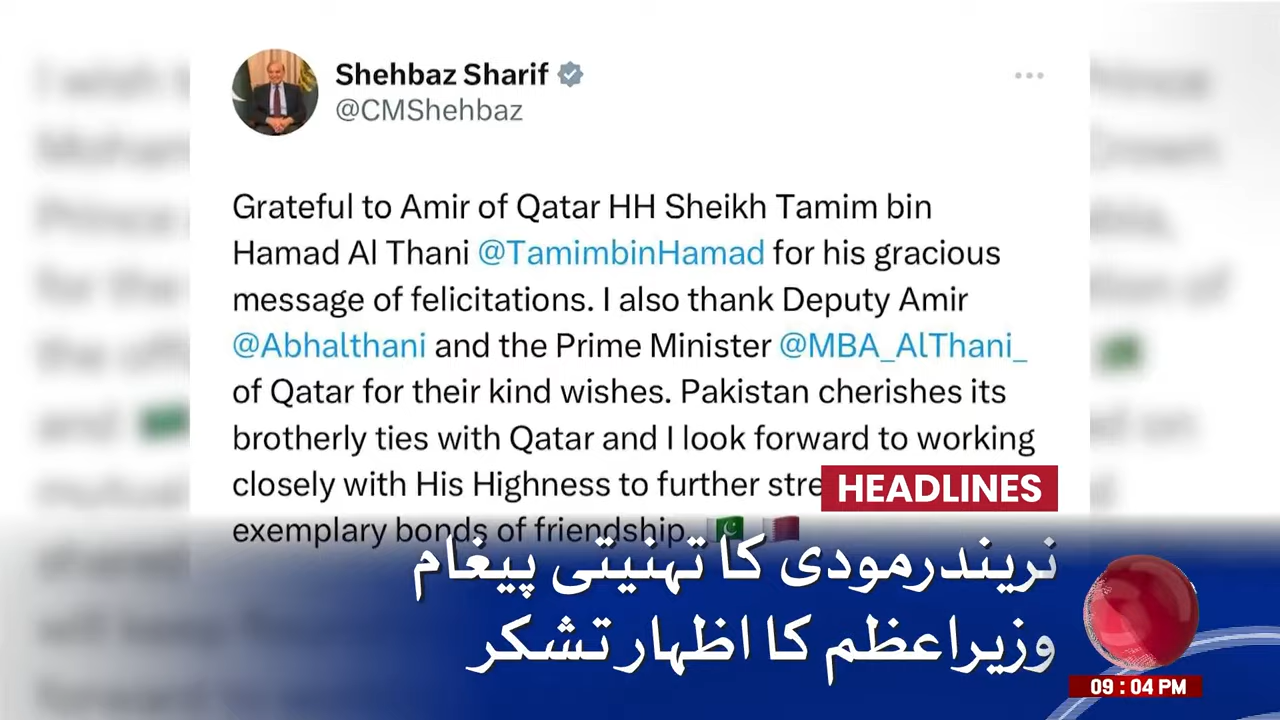 Shehbaz Sharif
@CMShehbaz
Grateful to Amir of Qatar HH Sheikh Tamim bin
Hamad Al Thani @TamimbinHamad for his gracious
message of felicitations. I also thank Deputy Amir
@Abhalthani and the Prime Minister @MBA_AlThani_
of Qatar for their kind wishes. Pakistan cherishes its
brotherly ties with Qatar and I look forward to working
closely with His Highness to further stre
exemplary bonds of friendship.
HEADLINES
نریندرمودی کا تہنیتی پیغام
وزیراعظم کا اظہار تشکر
09 : 04 PM